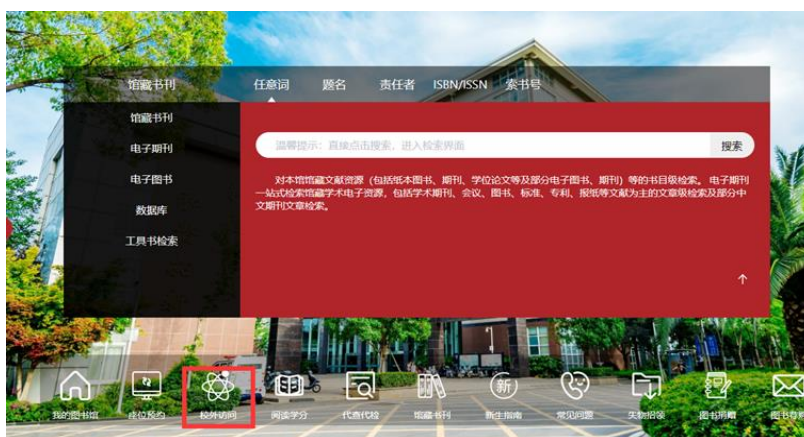 馆藏书刊
任意词 题名 责任者 ISBN/ISSN 索书号
馆藏书刊
电子期刊
电子图书
数据库
工具书检索
温馨提示：直接点击搜索，进入检索界面 搜索
对本馆馆藏文献资源（包括纸本图书、期刊、学位论文等及部分电子图书、期刊）等的书目级检索。 电子期刊
一站式检索馆藏学术电子资源，包括学术期刊、会议、图书、标准、专利、报纸等文献为主的文章级检索及部分中
文期刊文章检索。
新
我的图书馆 座位预约 校外访问 阅读学分 代查代检 馆藏书刊 新生指南 常见问题 失物招领 图书捐赠